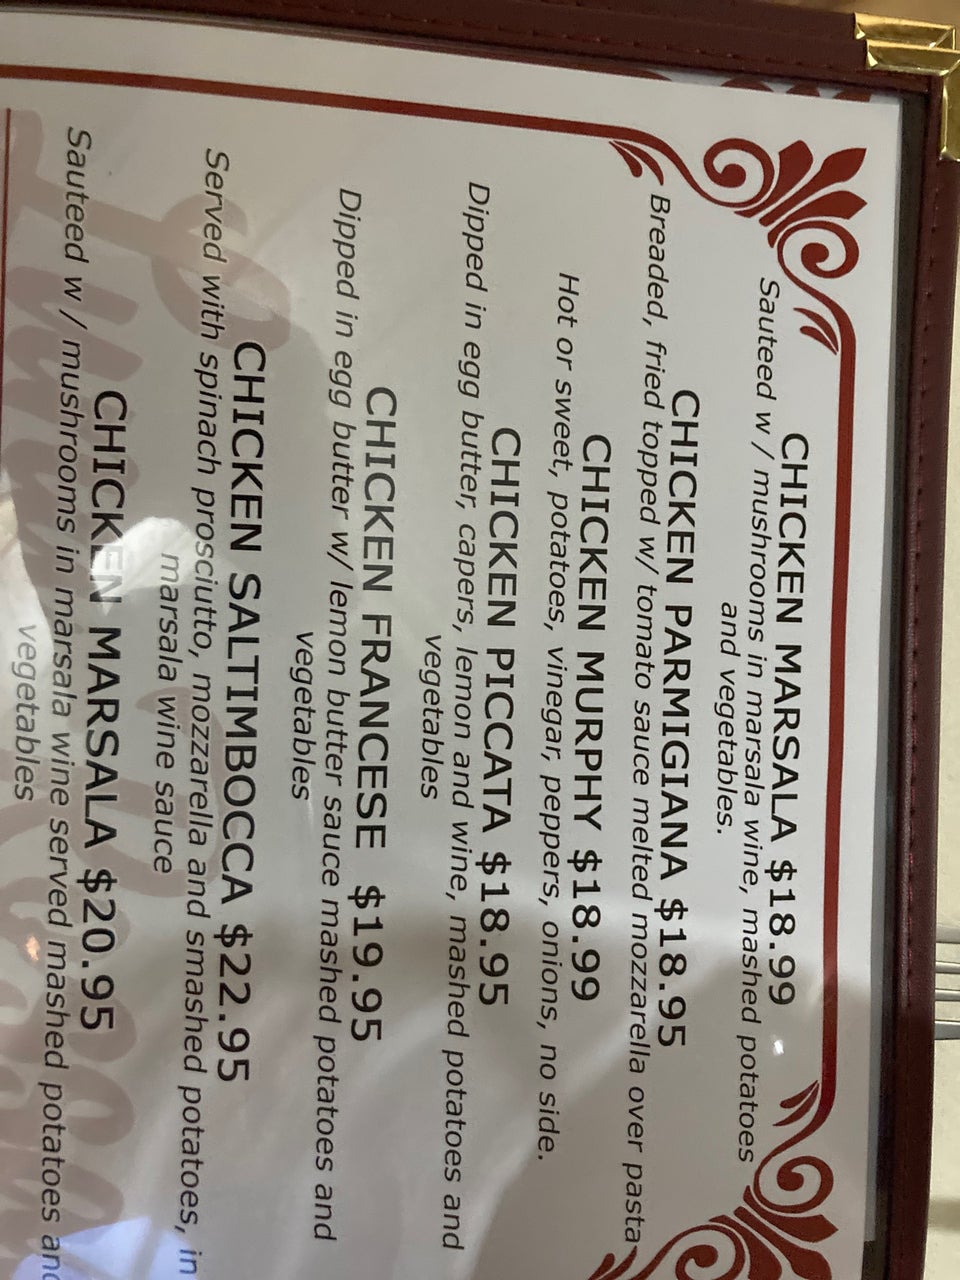 CHICKEN MARSALA $18.99
Sauteed w / mushrooms in marsala wine, mashed potatoes
and vegetables.
CHICKEN PARMIGIANA $18.95
Breaded, fried topped w/ tomato sauce melted mozzarella over pasta
CHICKEN MURPHY $18.99
Hot or sweet, potatoes, vinegar, peppers, onions, no side.
CHICKEN PICCATA $18.95
Dipped in egg butter, capers, lemon and wine, mashed potatoes and
vegetables
CHICKEN FRANCESE $19.95
Dipped in egg butter w/ lemon butter sauce mashed potatoes and
vegetables
CHICKEN SALTIMBOCCA $22.95
Served with spinach prosciutto, mozzarella and smashed potatoes, in
marsala wine sauce
CHICKEN MARSALA $20.95
Sauteed w / mushrooms in marsala wine served mashed potatoes and
vegetables